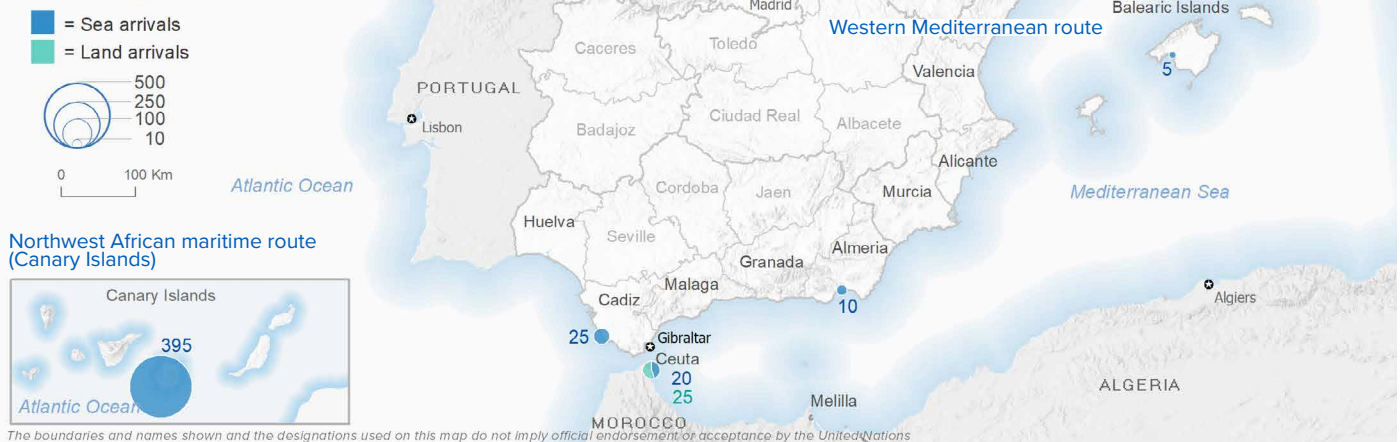 = Sea arrivals
= Land arrivals
500
250
100
10
0 100 Km
Madrid
Western Mediterranean route
Balearic Islands
5
Caceres
Toledo
Valencia
PORTUGAL
Lisbon
Badajoz
Ciudad Real
Albacete
Alicante
Atlantic Ocean
Cordoba
Jaen
Murcia
Mediterranean Sea
Huelva
Seville
Almeria
Granada
Malaga
Cadiz
10
25
Gibraltar
Ceuta
20
25
Algiers
ALGERIA
Melilla
MOROCCO
Northwest African maritime route
(Canary Islands)
Canary Islands
395
Atlantic Ocean
The boundaries and names shown and the designations used on this map do not imply official endorsement or acceptance by the United Nations